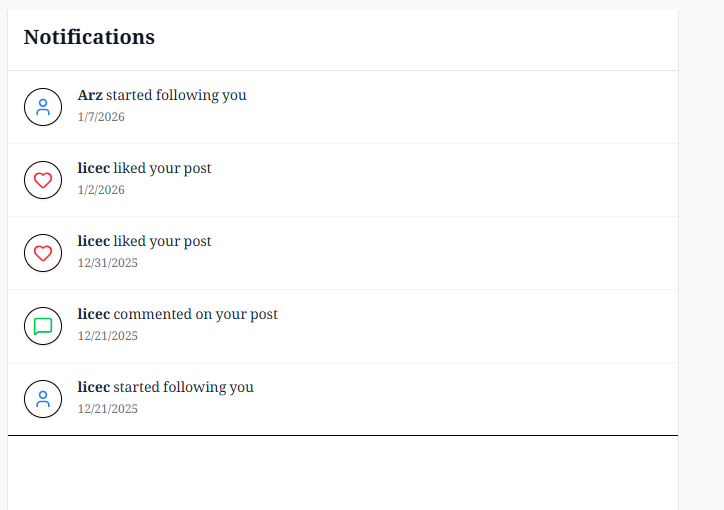 Notifications
Arz started following you
1/7/2026
licec liked your post
1/2/2026
licec liked your post
12/31/2025
licec commented on your post
12/21/2025
licec started following you
12/21/2025